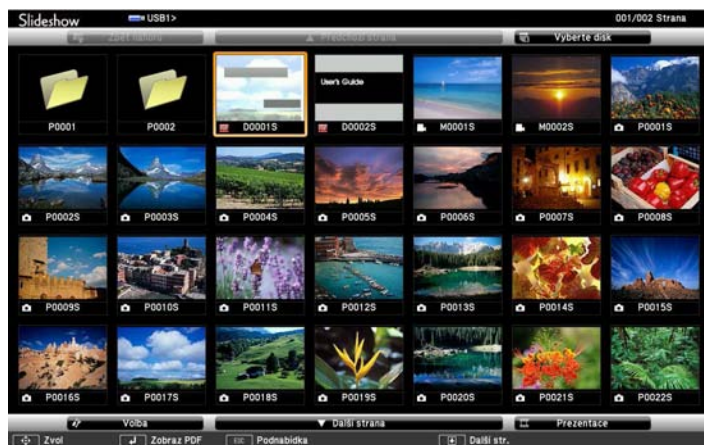 Slideshow USB1> 001/002 Strana
Zpět nahoru Předchozí strana Vyberte disk
User's Guide
P0001 P0002 D0001S D0002S M0001S M0002S P0001S
P0002S P0003S P0004S P0005S P0006S P0007S P0008S
P0009S P0010S P0011S P0012S P0013S P0014S P0015S
P0016S P0017S P0018S P0019S P0020S P0021S P0022S
Volba Další strana Prezentace
Zvol Zobraz PDF ESC Podnabídka Další str.